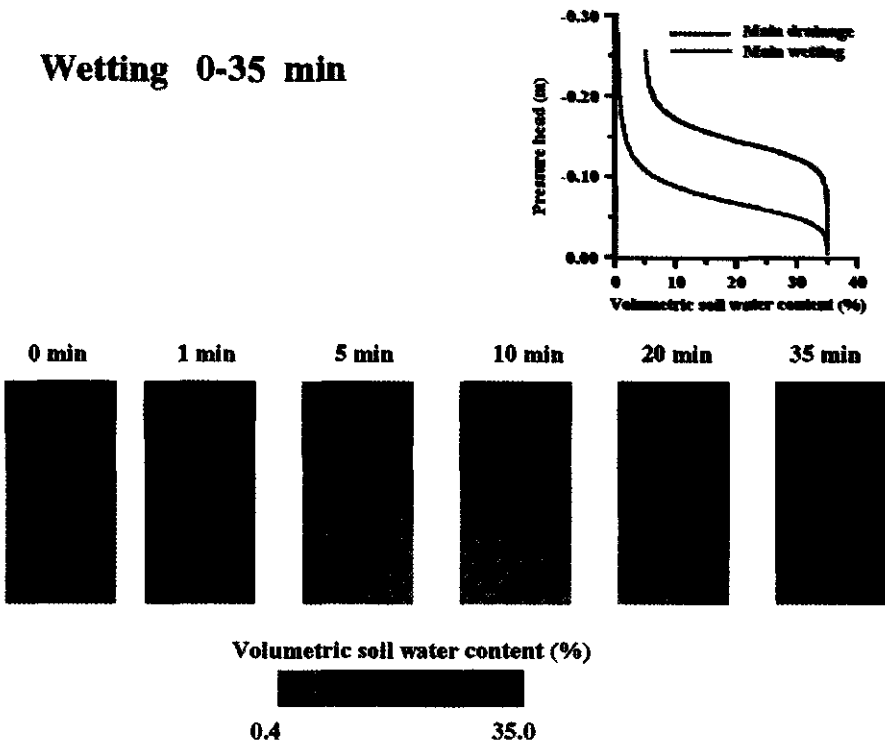 Wetting 0-35 min
-0.30
-0.20
-0.10
0.00
Pressure head (m)
Main drainage
Main wetting
0 10 20 30 40
Volumetric soil water content (%)
0 min 1 min 5 min 10 min 20 min 35 min
Volumetric soil water content (%)
0.4 35.0